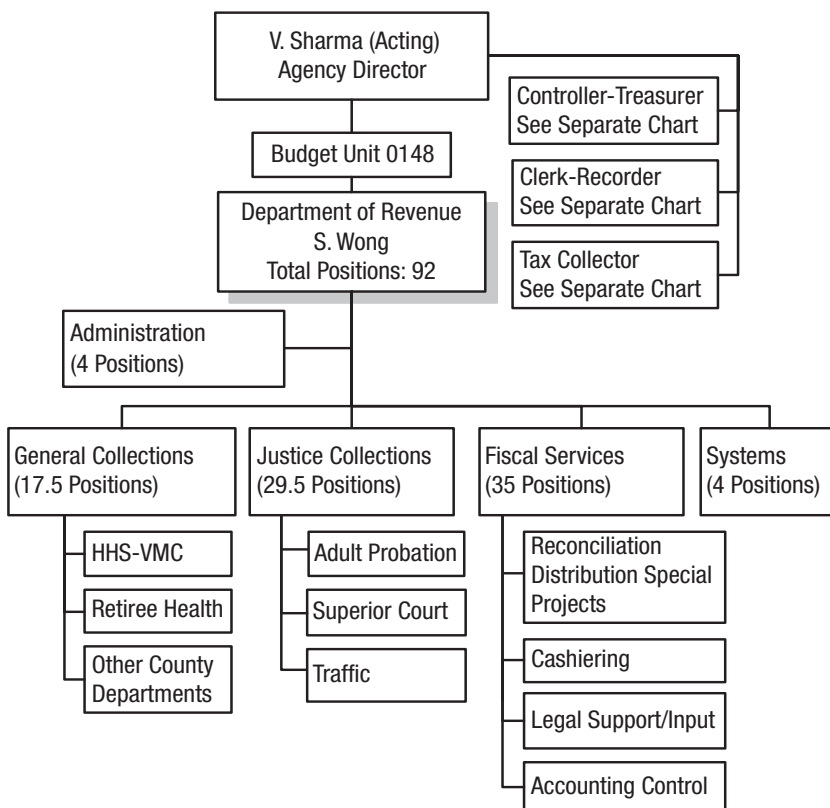 V. Sharma (Acting)
Agency Director
Controller-Treasurer
See Separate Chart
Budget Unit 0148
Clerk-Recorder
See Separate Chart
Department of Revenue
S. Wong
Total Positions: 92
Tax Collector
See Separate Chart
Administration
(4 Positions)
General Collections
(17.5 Positions)
HHS-VMC
Retiree Health
Other County
Departments
Justice Collections
(29.5 Positions)
Adult Probation
Superior Court
Traffic
Fiscal Services
(35 Positions)
Reconciliation
Distribution Special
Projects
Cashiering
Legal Support/Input
Accounting Control
Systems
(4 Positions)